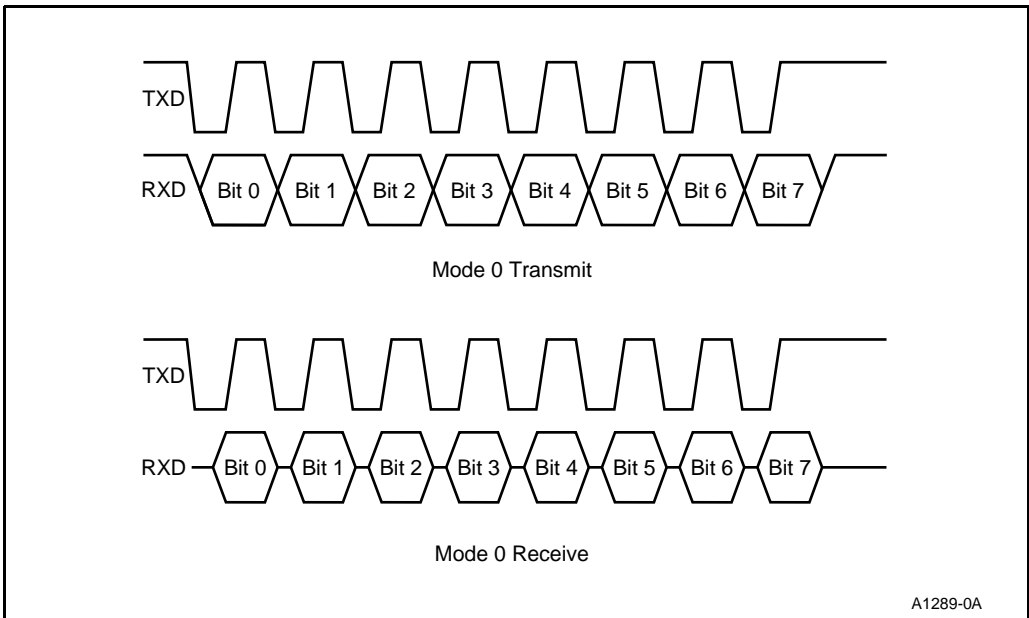 TXD
RXD Bit 0 Bit 1 Bit 2 Bit 3 Bit 4 Bit 5 Bit 6 Bit 7
Mode 0 Transmit
TXD
RXD Bit 0 Bit 1 Bit 2 Bit 3 Bit 4 Bit 5 Bit 6 Bit 7
Mode 0 Receive
A1289-0A